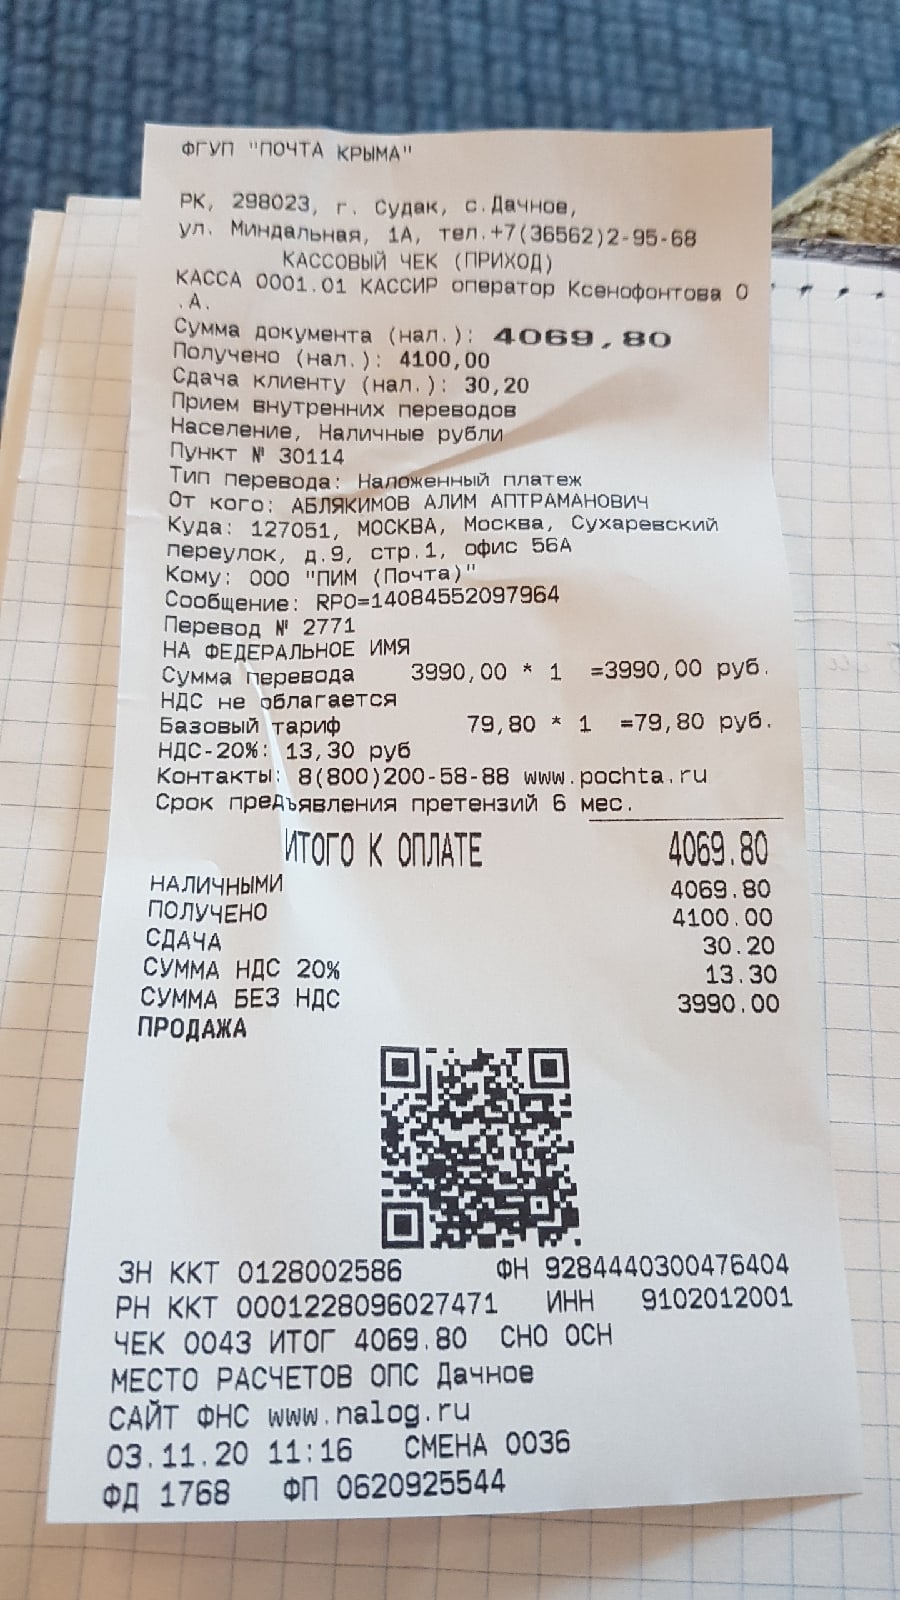 ФГУП "ПОЧТА КРЫМА"
РК, 298023, г. Судак, с.Дачное,
ул. Миндальная, 1А, тел.+7(36562)2-95-68
КАССОВЫЙ ЧЕК (ПРИХОД)
КАССА 0001.01 КАССИР оператор Ксенофонтова О
.А.
Сумма документа (нал.): 4069,80
Получено (нал.): 4100,00
Сдача клиенту (нал.): 30,20
Прием внутренних переводов
Население, Наличные рубли
Пункт № 30114
Тип перевода: Наложенный платеж
От кого: АБЛЯКИМОВ АЛИМ АПТРАМАНОВИЧ
Куда: 127051, МОСКВА, Москва, Сухаревский
переулок, д.9, стр.1, офис 56А
Кому: ООО "ПИМ (Почта)"
Сообщение: RPO=14084552097964
Перевод № 2771
НА ФЕДЕРАЛЬНОЕ ИМЯ
Сумма перевода 3990,00 * 1 =3990,00 руб.
НДС не облагается
Базовый тариф 79,80 * 1 =79,80 руб.
НДС-20%: 13,30 руб
Контакты: 8(800)200-58-88 www.pochta.ru
Срок предъявления претензий 6 мес.
ИТОГО К ОПЛАТЕ 4069.80
НАЛИЧНЫМИ 4069.80
ПОЛУЧЕНО 4100.00
СДАЧА 30.20
СУММА НДС 20% 13.30
СУММА БЕЗ НДС 3990.00
ПРОДАЖА
ЗН ККТ 0128002586 ФН 9284440300476404
РН ККТ 0001228096027471 ИНН 9102012001
ЧЕК 0043 ИТОГ 4069.80 СНО ОСН
МЕСТО РАСЧЕТОВ ОПС Дачное
САЙТ ФНС www.nalog.ru
03.11.20 11:16 СМЕНА 0036
ФД 1768 ФП 0620925544